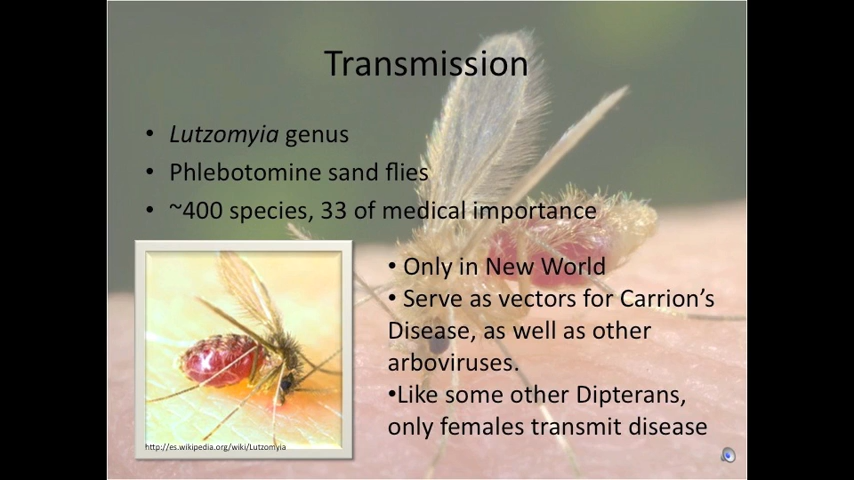 Transmission
• Lutzomyia genus
• Phlebotomine sand flies
• ~400 species, 33 of medical importance
• Only in New World
• Serve as vectors for Carrion’s
Disease, as well as other
arboviruses.
•Like some other Dipterans,
only females transmit disease
http://es.wikipedia.org/wiki/Lutzomyia